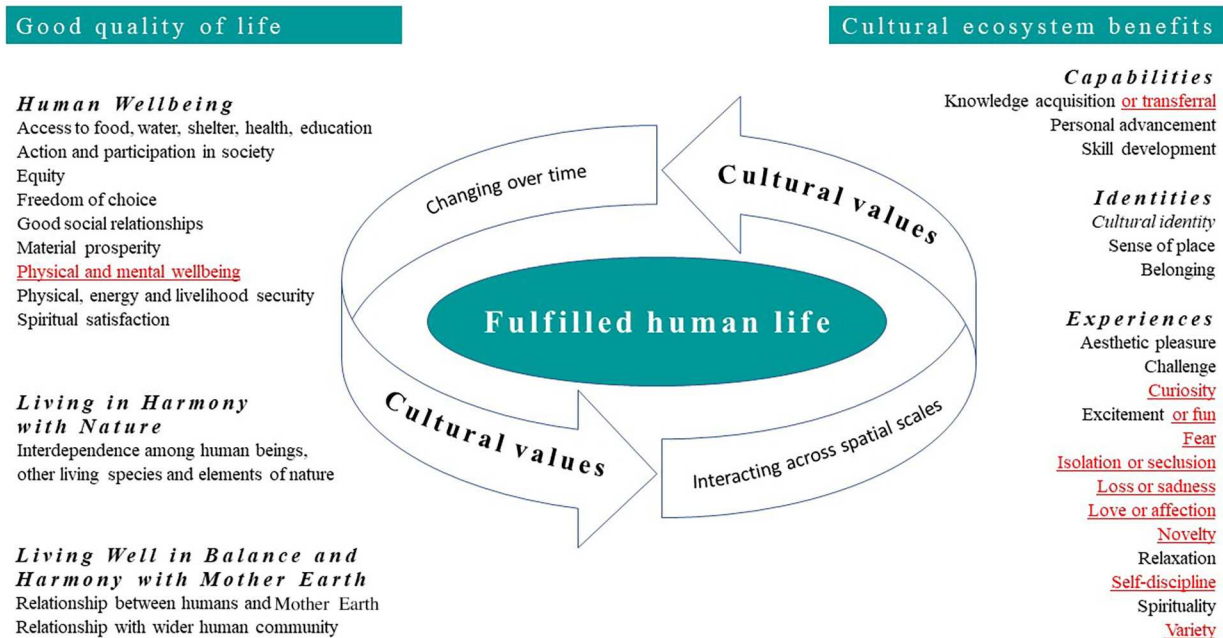 Good quality of life
Human Wellbeing
Access to food, water, shelter, health, education
Action and participation in society
Equity
Freedom of choice
Good social relationships
Material prosperity
Physical and mental wellbeing
Physical, energy and livelihood security
Spiritual satisfaction
Living in Harmony
with Nature
Interdependence among human beings,
other living species and elements of nature
Living Well in Balance and
Harmony with Mother Earth
Relationship between humans and Mother Earth
Relationship with wider human community
Changing over time
Cultural values
Fulfilled human life
Cultural values
Interacting across spatial scales
Cultural ecosystem benefits
Capabilities
Knowledge acquisition or transferral
Personal advancement
Skill development
Identities
Cultural identity
Sense of place
Belonging
Experiences
Aesthetic pleasure
Challenge
Curiosity
Excitement or fun
Fear
Isolation or seclusion
Loss or sadness
Love or affection
Novelty
Relaxation
Self-discipline
Spirituality
Variety